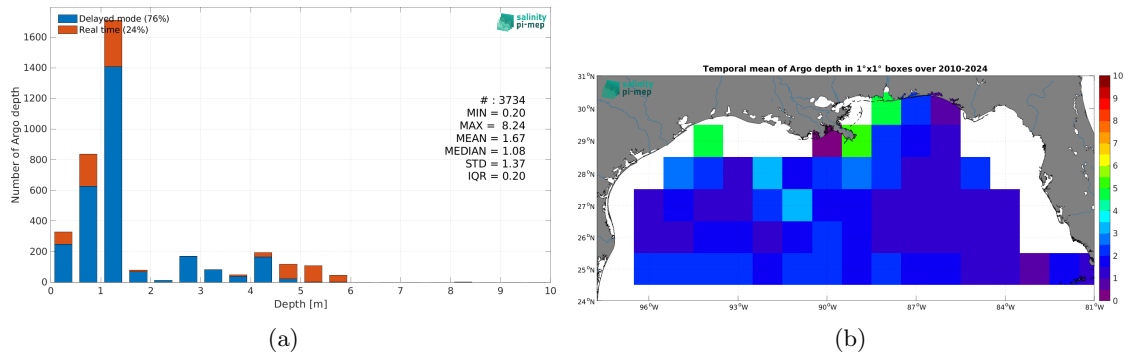 Delayed mode (76%)
Real time (24%)
salinity
pi-mep
1600
1400
1200
1000
800
600
400
200
0
Number of Argo depth
# : 3734
MIN = 0.20
MAX = 8.24
MEAN = 1.67
MEDIAN = 1.08
STD = 1.37
IQR = 0.20
0 1 2 3 4 5 6 7 8 9 10
Depth [m]
(a)
Temporal mean of Argo depth in 1°x1° boxes over 2010-2024
salinity
pi-mep
31°N
30°N
29°N
28°N
27°N
26°N
25°N
24°N
96°W 93°W 90°W 87°W 84°W 81°W
10
9
8
7
6
5
4
3
2
1
0
(b)